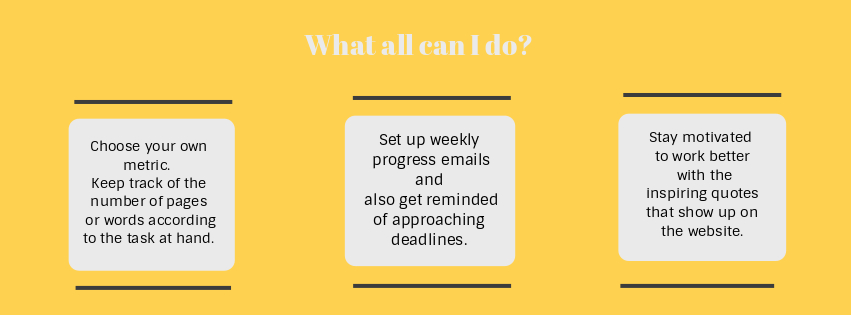 What all can I do?
Choose your own
metric.
Keep track of the
number of pages
or words according
to the task at hand.
Set up weekly
progress emails
and
also get reminded
of approaching
deadlines.
Stay motivated
to work better
with the
inspiring quotes
that show up on
the website.